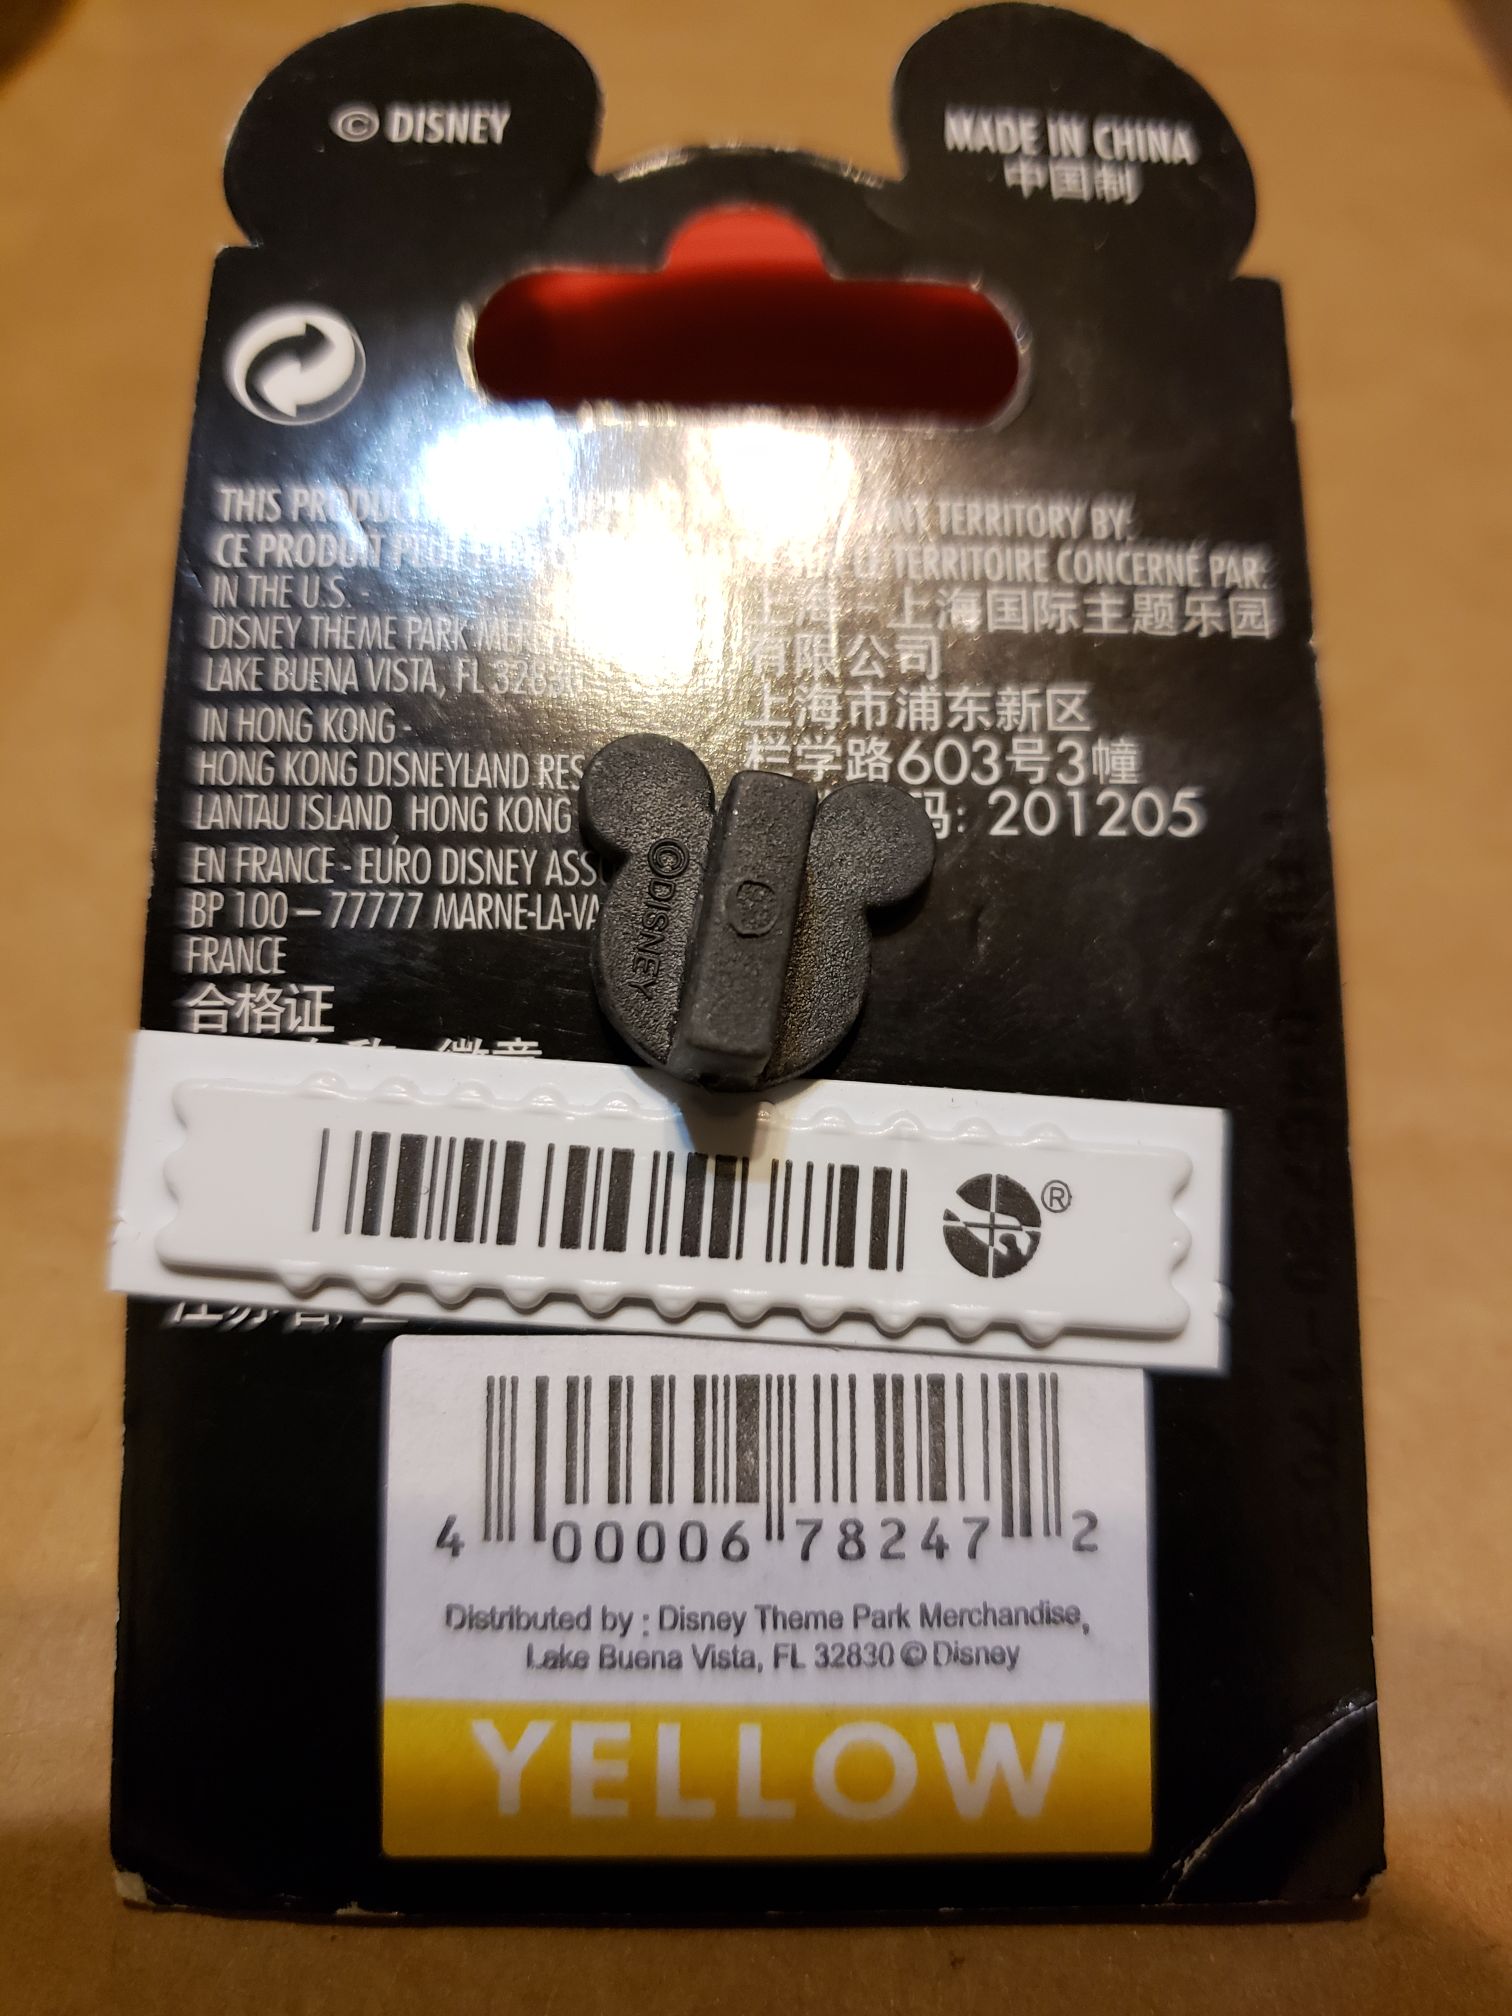 © DISNEY
MADE IN CHINA
中国制
THIS PRODUCT
CE PRODUIT PEUT
IN THE U.S. -
DISNEY THEME PARK
LAKE BUENA VISTA, FL 32830
IN HONG KONG -
HONG KONG DISNEYLAND
LANTAU ISLAND, HONG KONG
EN FRANCE - EURO DISNEY
BP 100 – 77777 MARNE-LA-
FRANCE
合格证
TERRITORY BY:
TERRITOIRE CONCERNE PAR:
上海 - 上海国际主题乐园
有限公司
上海市浦东新区
栏学路603号3幢
码: 201205
©DISNEY
®
4 00006 78247 2
Distributed by : Disney Theme Park Merchandise,
Lake Buena Vista, FL 32830 © Disney
YELLOW